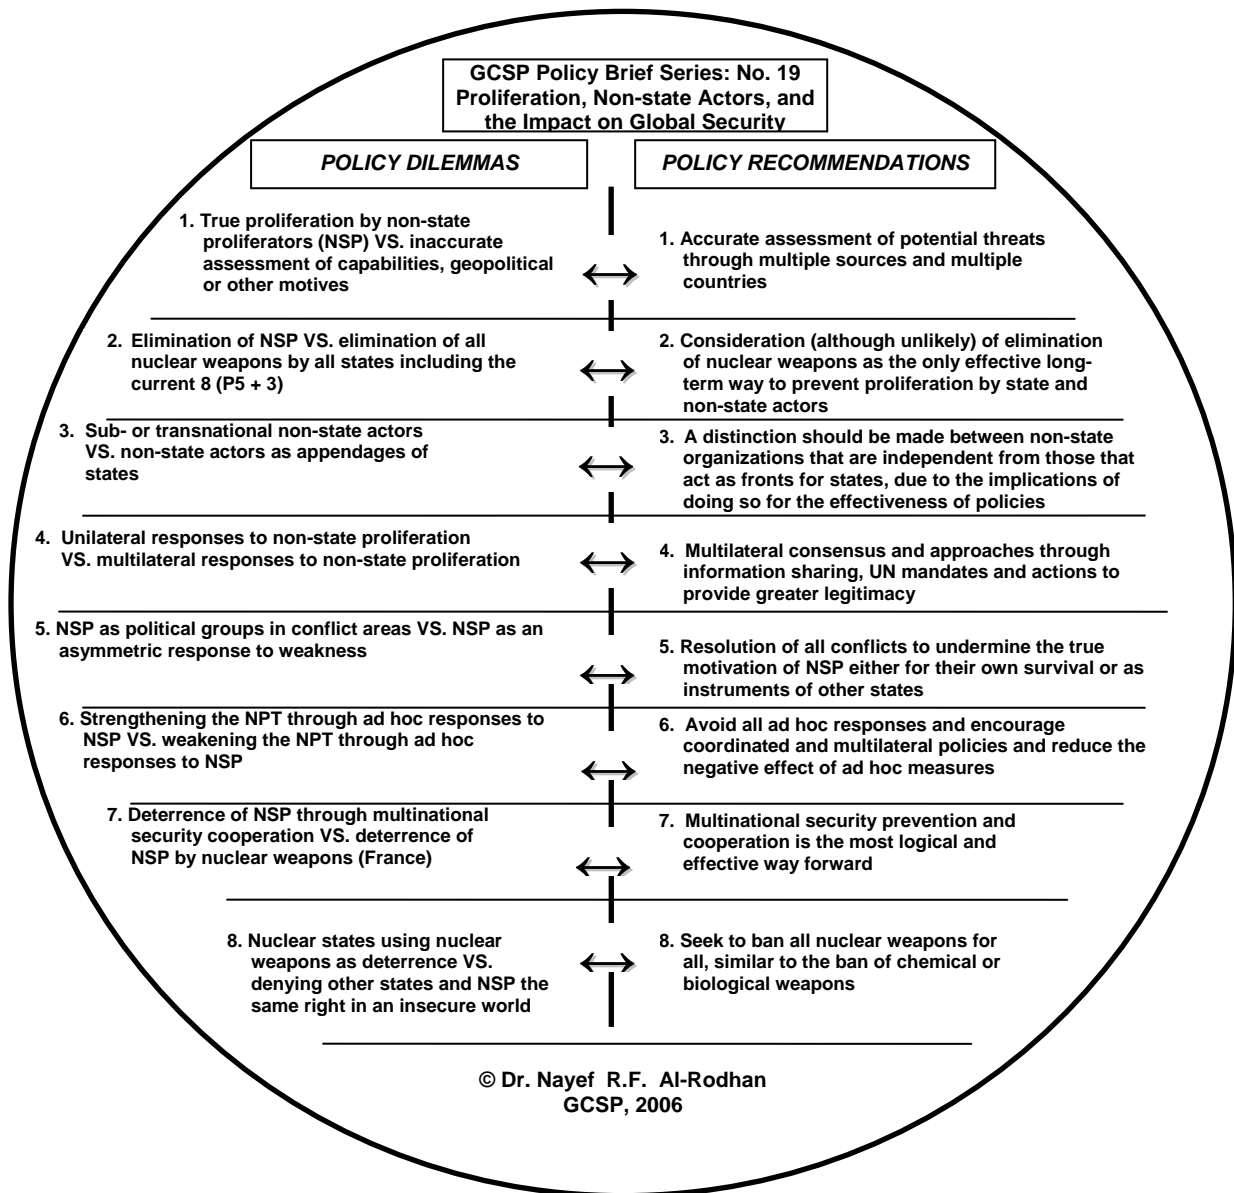 GCSP Policy Brief Series: No. 19
Proliferation, Non-state Actors, and
the Impact on Global Security
POLICY DILEMMAS
POLICY RECOMMENDATIONS
1. True proliferation by non-state
proliferators (NSP) VS. inaccurate
assessment of capabilities, geopolitical
or other motives
1. Accurate assessment of potential threats
through multiple sources and multiple
countries
2. Elimination of NSP VS. elimination of all
nuclear weapons by all states including the
current 8 (P5 + 3)
2. Consideration (although unlikely) of elimination
of nuclear weapons as the only effective long-
term way to prevent proliferation by state and
non-state actors
3. Sub- or transnational non-state actors
VS. non-state actors as appendages of
states
3. A distinction should be made between non-state
organizations that are independent from those that
act as fronts for states, due to the implications of
doing so for the effectiveness of policies
4. Unilateral responses to non-state proliferation
VS. multilateral responses to non-state proliferation
4. Multilateral consensus and approaches through
information sharing, UN mandates and actions to
provide greater legitimacy
5. NSP as political groups in conflict areas VS. NSP as an
asymmetric response to weakness
5. Resolution of all conflicts to undermine the true
motivation of NSP either for their own survival or as
instruments of other states
6. Strengthening the NPT through ad hoc responses to
NSP VS. weakening the NPT through ad hoc
responses to NSP
6. Avoid all ad hoc responses and encourage
coordinated and multilateral policies and reduce the
negative effect of ad hoc measures
7. Deterrence of NSP through multinational
security cooperation VS. deterrence of
NSP by nuclear weapons (France)
7. Multinational security prevention and
cooperation is the most logical and
effective way forward
8. Nuclear states using nuclear
weapons as deterrence VS.
denying other states and NSP the
same right in an insecure world
8. Seek to ban all nuclear weapons for
all, similar to the ban of chemical or
biological weapons
© Dr. Nayef R.F. Al-Rodhan
GCSP, 2006